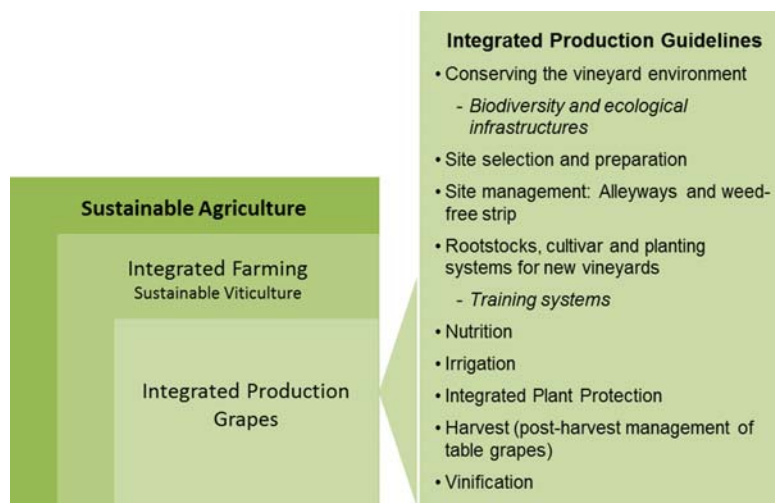 Sustainable Agriculture
Integrated Farming
Sustainable Viticulture
Integrated Production
Grapes
Integrated Production Guidelines
• Conserving the vineyard environment
- Biodiversity and ecological
infrastructures
• Site selection and preparation
• Site management: Alleyways and weed-
free strip
• Rootstocks, cultivar and planting
systems for new vineyards
- Training systems
• Nutrition
• Irrigation
• Integrated Plant Protection
• Harvest (post-harvest management of
table grapes)
• Vinification